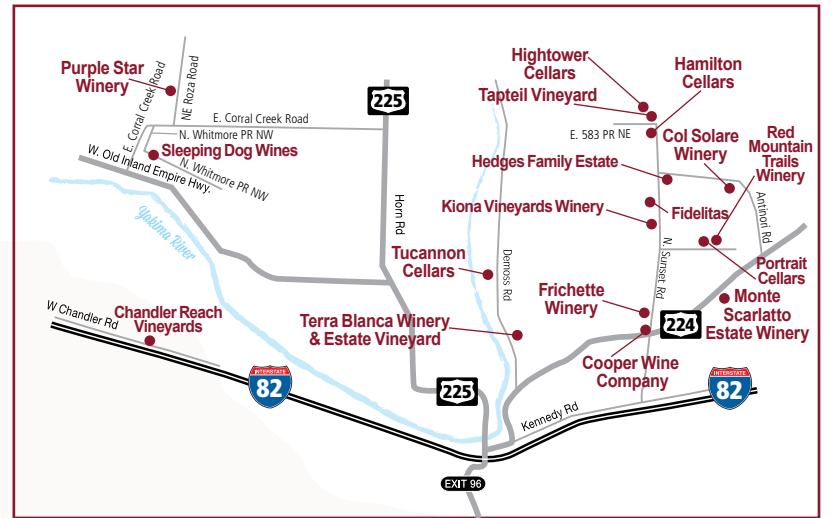 Purple Star
Winery
NE Roza Road
E. Corral Creek Road
E. Corral Creek Road
N. Whitmore PR NW
Sleeping Dog Wines
N. Whitmore PR NW
W. Old Inland Empire Hwy.
Yakima River
225
Horn Rd
Hightower
Cellars
Tapteil Vineyard
Hamilton
Cellars
E. 583 PR NE
Col Solare
Winery
Red
Mountain
Trails
Winery
Hedges Family Estate
Kiona Vineyards Winery
Fidelitas
Antinori Rd
N. Sunset Rd
Demoss Rd
Tucannon
Cellars
Portrait
Cellars
Frichette
Winery
Monte
Scarlatto
Estate Winery
224
W Chandler Rd
Chandler Reach
Vineyards
Terra Blanca Winery
& Estate Vineyard
Cooper Wine
Company
INTERSTATE
82
225
Kennedy Rd
INTERSTATE
82
EXIT 96